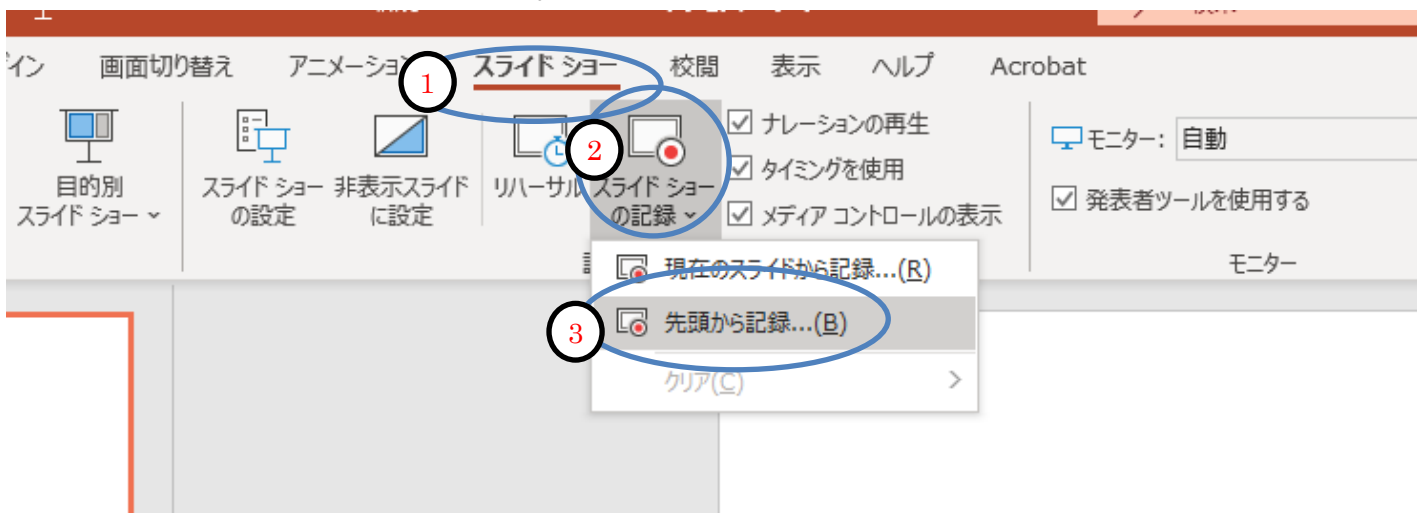 画面切り替え アニメーション スライド ショー 校閲 表示 ヘルプ Acrobat
1
2
目的別
スライド ショー
スライド ショー
の設定
非表示スライド
に設定
リハーサル
スライド ショー
の記録
ナレーションの再生
タイミングを使用
メディア コントロールの表示
モニター: 自動
発表者ツールを使用する
モニター
現在のスライドから記録...(R)
3
先頭から記録...(B)
クリア(C)